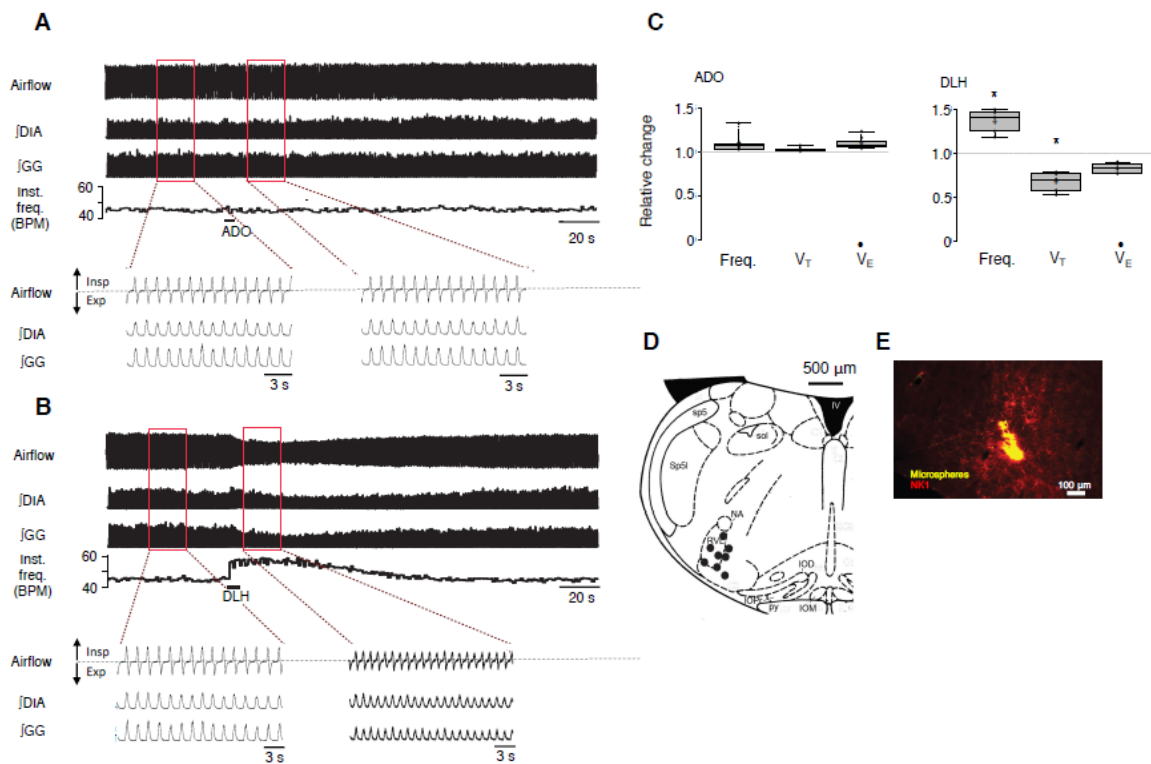 A
Airflow
∫DIA
∫GG
Inst.
freq.
(BPM)
60
40
ADO
20 s
Airflow
Insp
Exp
∫DIA
∫GG
3 s
3 s
B
Airflow
∫DIA
∫GG
Inst.
freq.
(BPM)
60
40
DLH
20 s
Airflow
Insp
Exp
∫DIA
∫GG
3 s
3 s
C
ADO
Relative change
1.5
1.0
0.5
0
Freq.
VT
V̇E
DLH
*
*
1.5
1.0
0.5
0
Freq.
VT
V̇E
D
500 µm
IV
sp5
sol
Sp5I
NA
IOD
py
IOM
E
Microspheres
NK1
100 µm